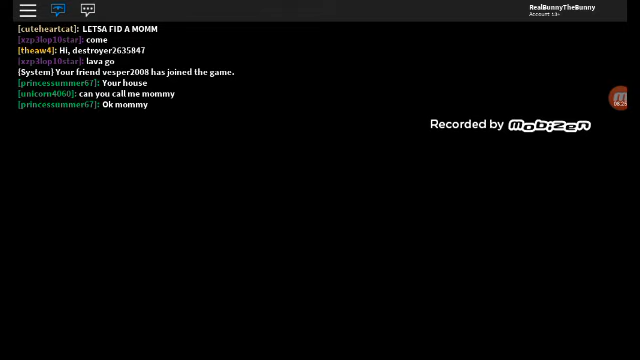 RealBunnyTheBunny
Account: 13+
[cuteheartcat]: LETSA FID A MOMM
[xzp3lop10star]: come
[theaw4]: Hi, destroyer2635847
[xzp3lop10star]: lava go
{System} Your friend vesper2008 has joined the game.
[princessummer67]: Your house
[unicorn4060]: can you call me mommy
[princessummer67]: Ok mommy
Recorded by mobizen